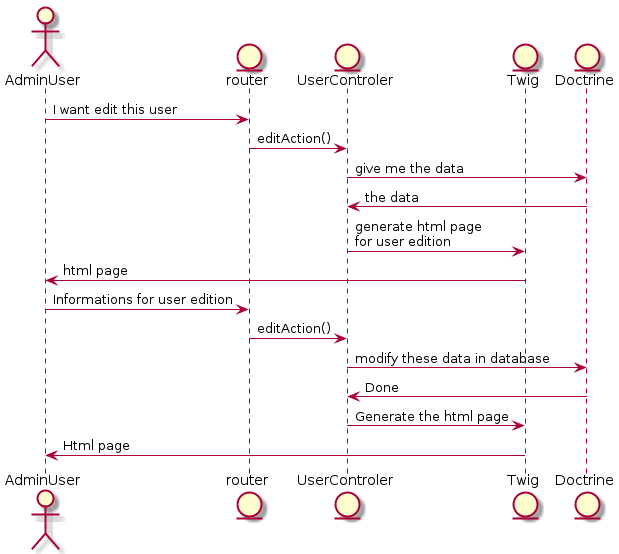 AdminUser
router
UserControler
Twig
Doctrine
I want edit this user
editAction()
give me the data
the data
generate html page
for user edition
html page
Informations for user edition
editAction()
modify these data in database
Done
Generate the html page
Html page
AdminUser
router
UserControler
Twig
Doctrine